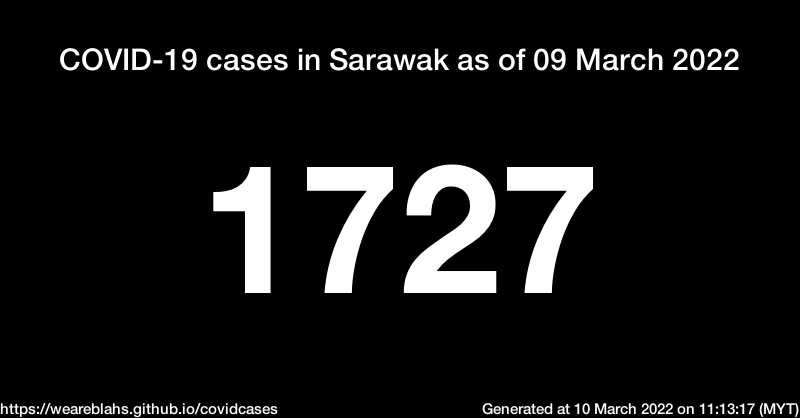 COVID-19 cases in Sarawak as of 09 March 2022
1727
https://weareblahs.github.io/covidcases
Generated at 10 March 2022 on 11:13:17 (MYT)